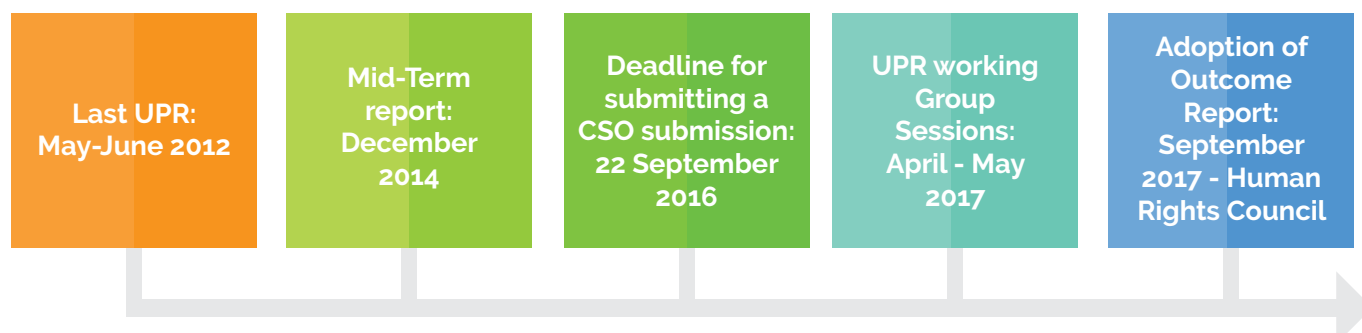 Last UPR:
May-June 2012
Mid-Term
report:
December
2014
Deadline for
submitting a
CSO submission:
22 September
2016
UPR working
Group
Sessions:
April - May
2017
Adoption of
Outcome
Report:
September
2017 - Human
Rights Council